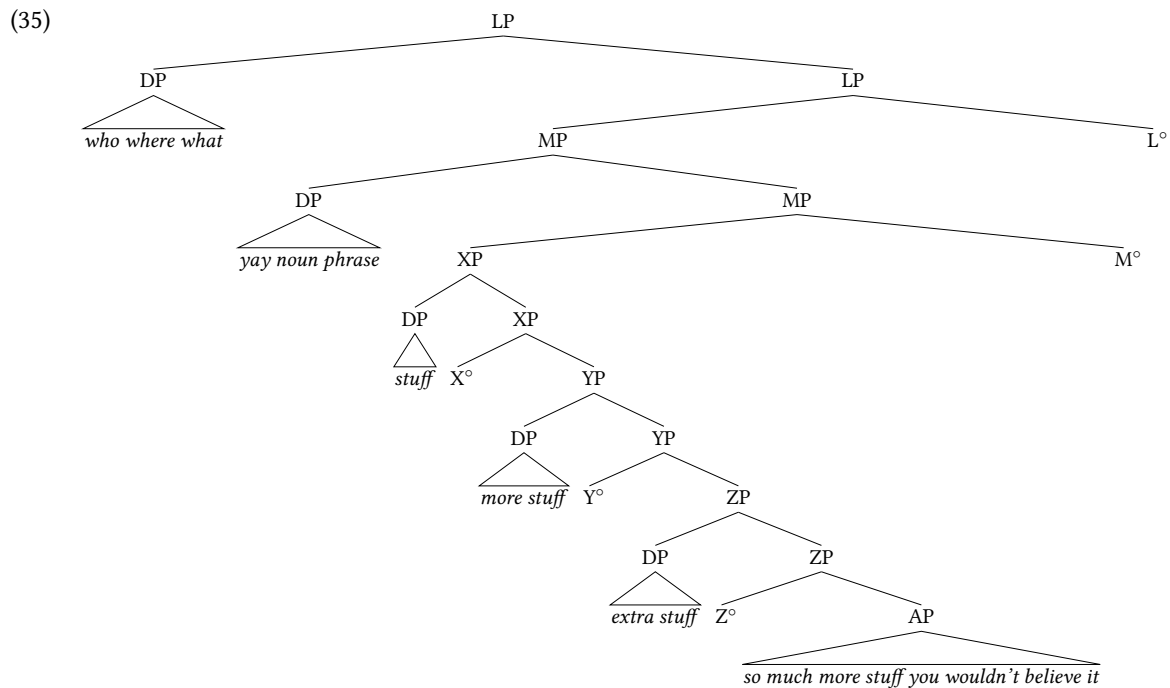 (35) LP
DP LP
who where what MP L°
DP MP
yay noun phrase XP M°
DP XP
stuff X° YP
DP YP
more stuff Y° ZP
DP ZP
extra stuff Z° AP
so much more stuff you wouldn't believe it